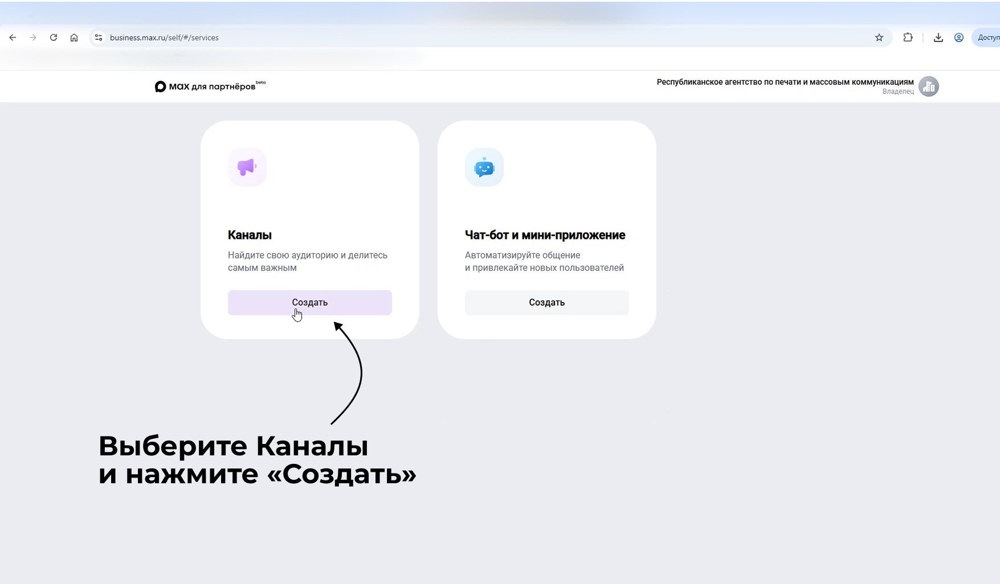 business.max.ru/self/#/services
Доступ
мах для партнёров beta
Республиканское агентство по печати и массовым коммуникациям
Владелец
Каналы
Найдите свою аудиторию и делитесь
самым важным
Создать
Чат-бот и мини-приложение
Автоматизируйте общение
и привлекайте новых пользователей
Создать
Выберите Каналы
и нажмите «Создать»